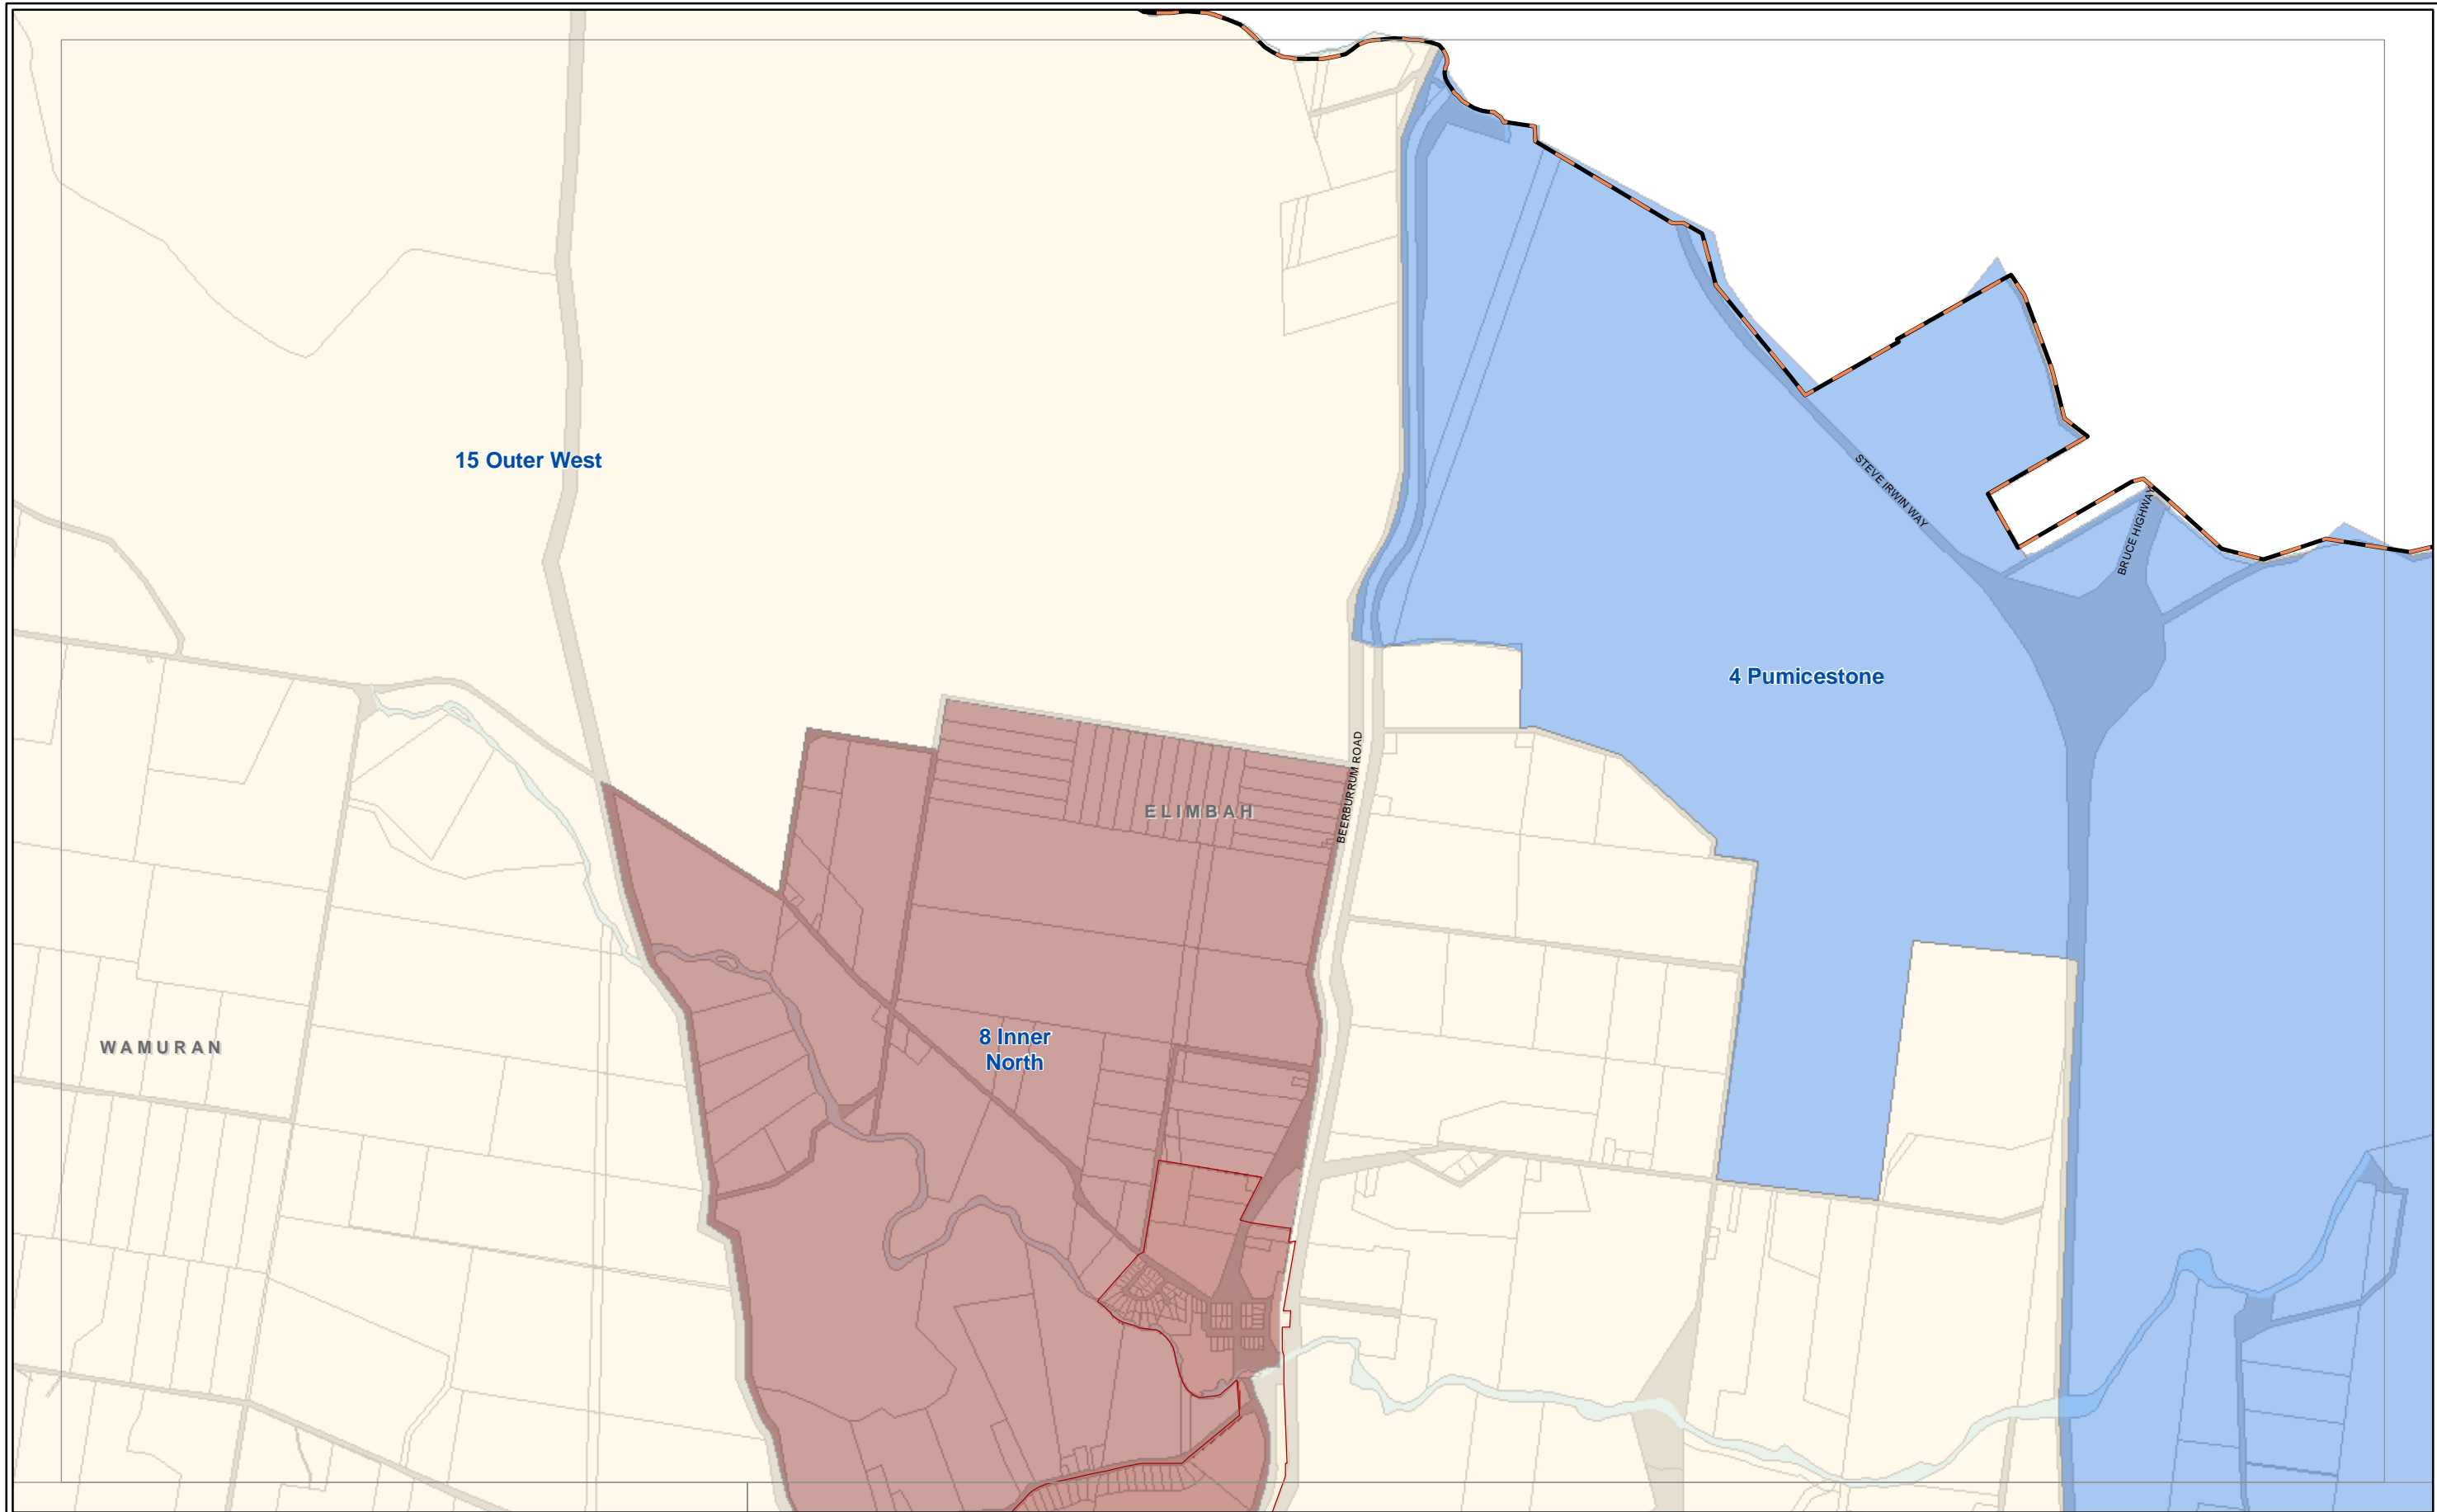 15 Outer West
STEVE IRWIN WAY
BRUCE HIGHWAY
4 Pumicestone
BEERBURRUM ROAD
ELIMBAH
8 Inner
North
WAMURAN